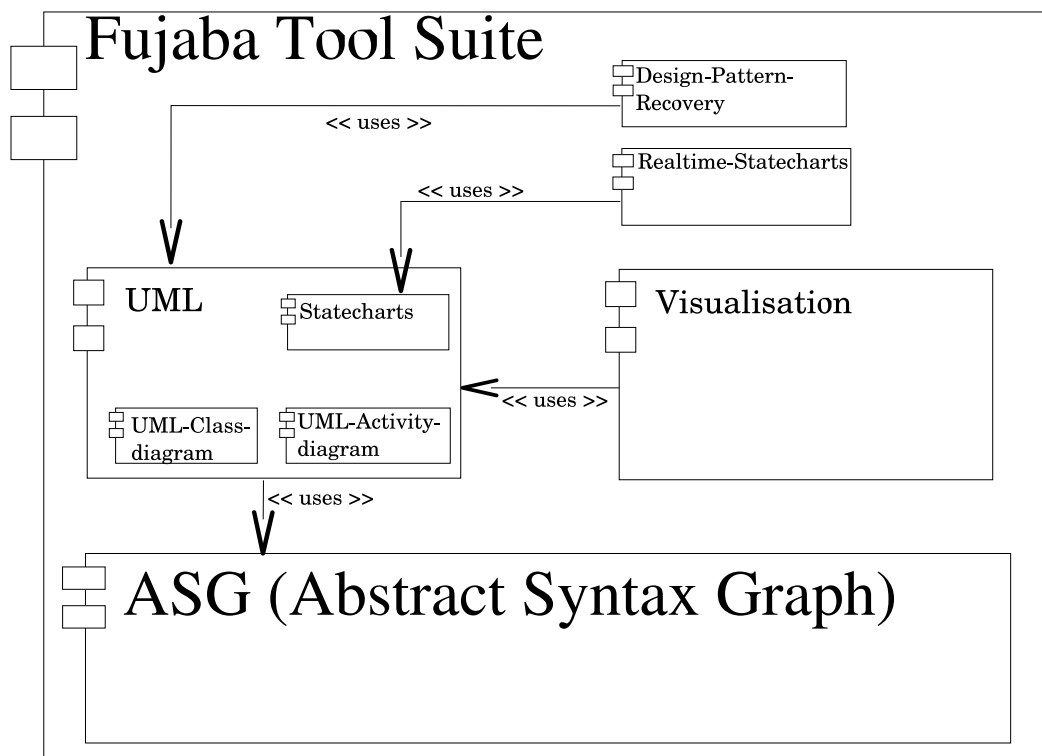 Fujaba Tool Suite
Design-Pattern-
Recovery
<< uses >>
Realtime-Statecharts
<< uses >>
UML
Statecharts
Visualisation
<< uses >>
UML-Class-
diagram
UML-Activity-
diagram
<< uses >>
ASG (Abstract Syntax Graph)